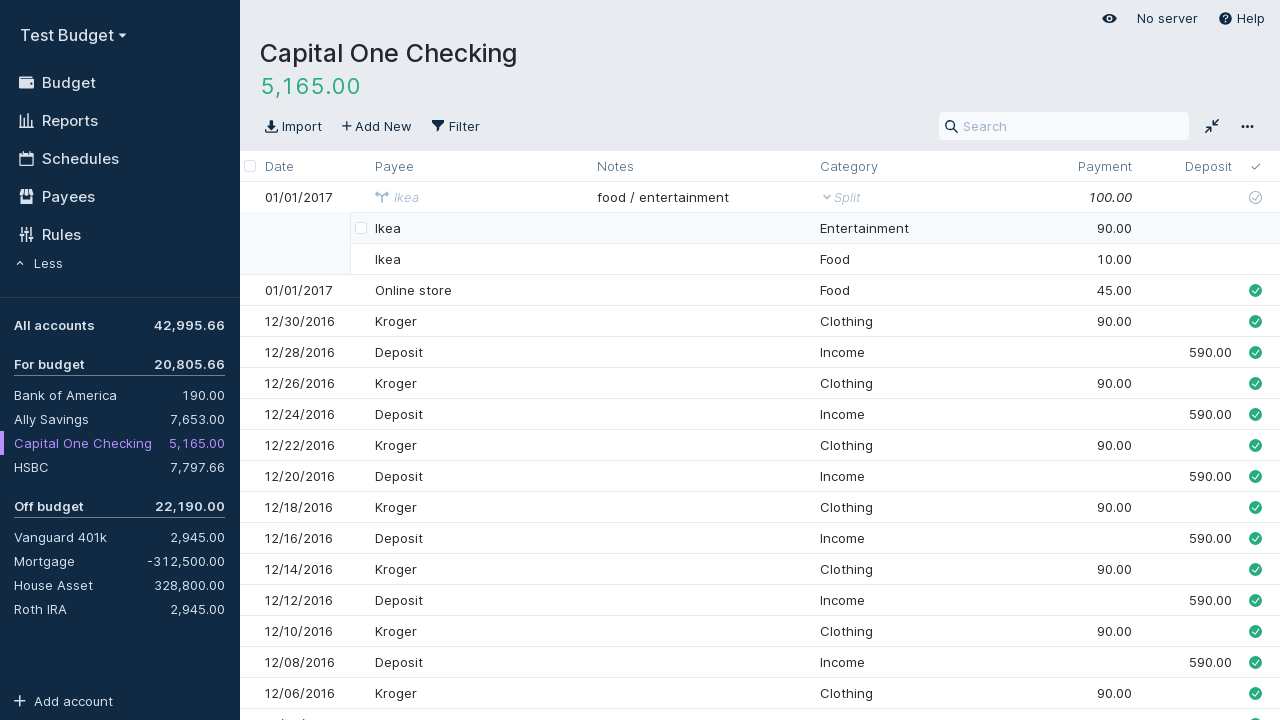 Test Budget
Budget
Reports
Schedules
Payees
Rules
Less
All accounts 42,995.66
For budget 20,805.66
Bank of America 190.00
Ally Savings 7,653.00
Capital One Checking 5,165.00
HSBC 7,797.66
Off budget 22,190.00
Vanguard 401k 2,945.00
Mortgage -312,500.00
House Asset 328,800.00
Roth IRA 2,945.00
Add account
No server Help
Capital One Checking
5,165.00
Import Add New Filter Search
Date Payee Notes Category Payment Deposit
01/01/2017 Ikea food / entertainment Split 100.00
Ikea Entertainment 90.00
Ikea Food 10.00
01/01/2017 Online store Food 45.00
12/30/2016 Kroger Clothing 90.00
12/28/2016 Deposit Income 590.00
12/26/2016 Kroger Clothing 90.00
12/24/2016 Deposit Income 590.00
12/22/2016 Kroger Clothing 90.00
12/20/2016 Deposit Income 590.00
12/18/2016 Kroger Clothing 90.00
12/16/2016 Deposit Income 590.00
12/14/2016 Kroger Clothing 90.00
12/12/2016 Deposit Income 590.00
12/10/2016 Kroger Clothing 90.00
12/08/2016 Deposit Income 590.00
12/06/2016 Kroger Clothing 90.00